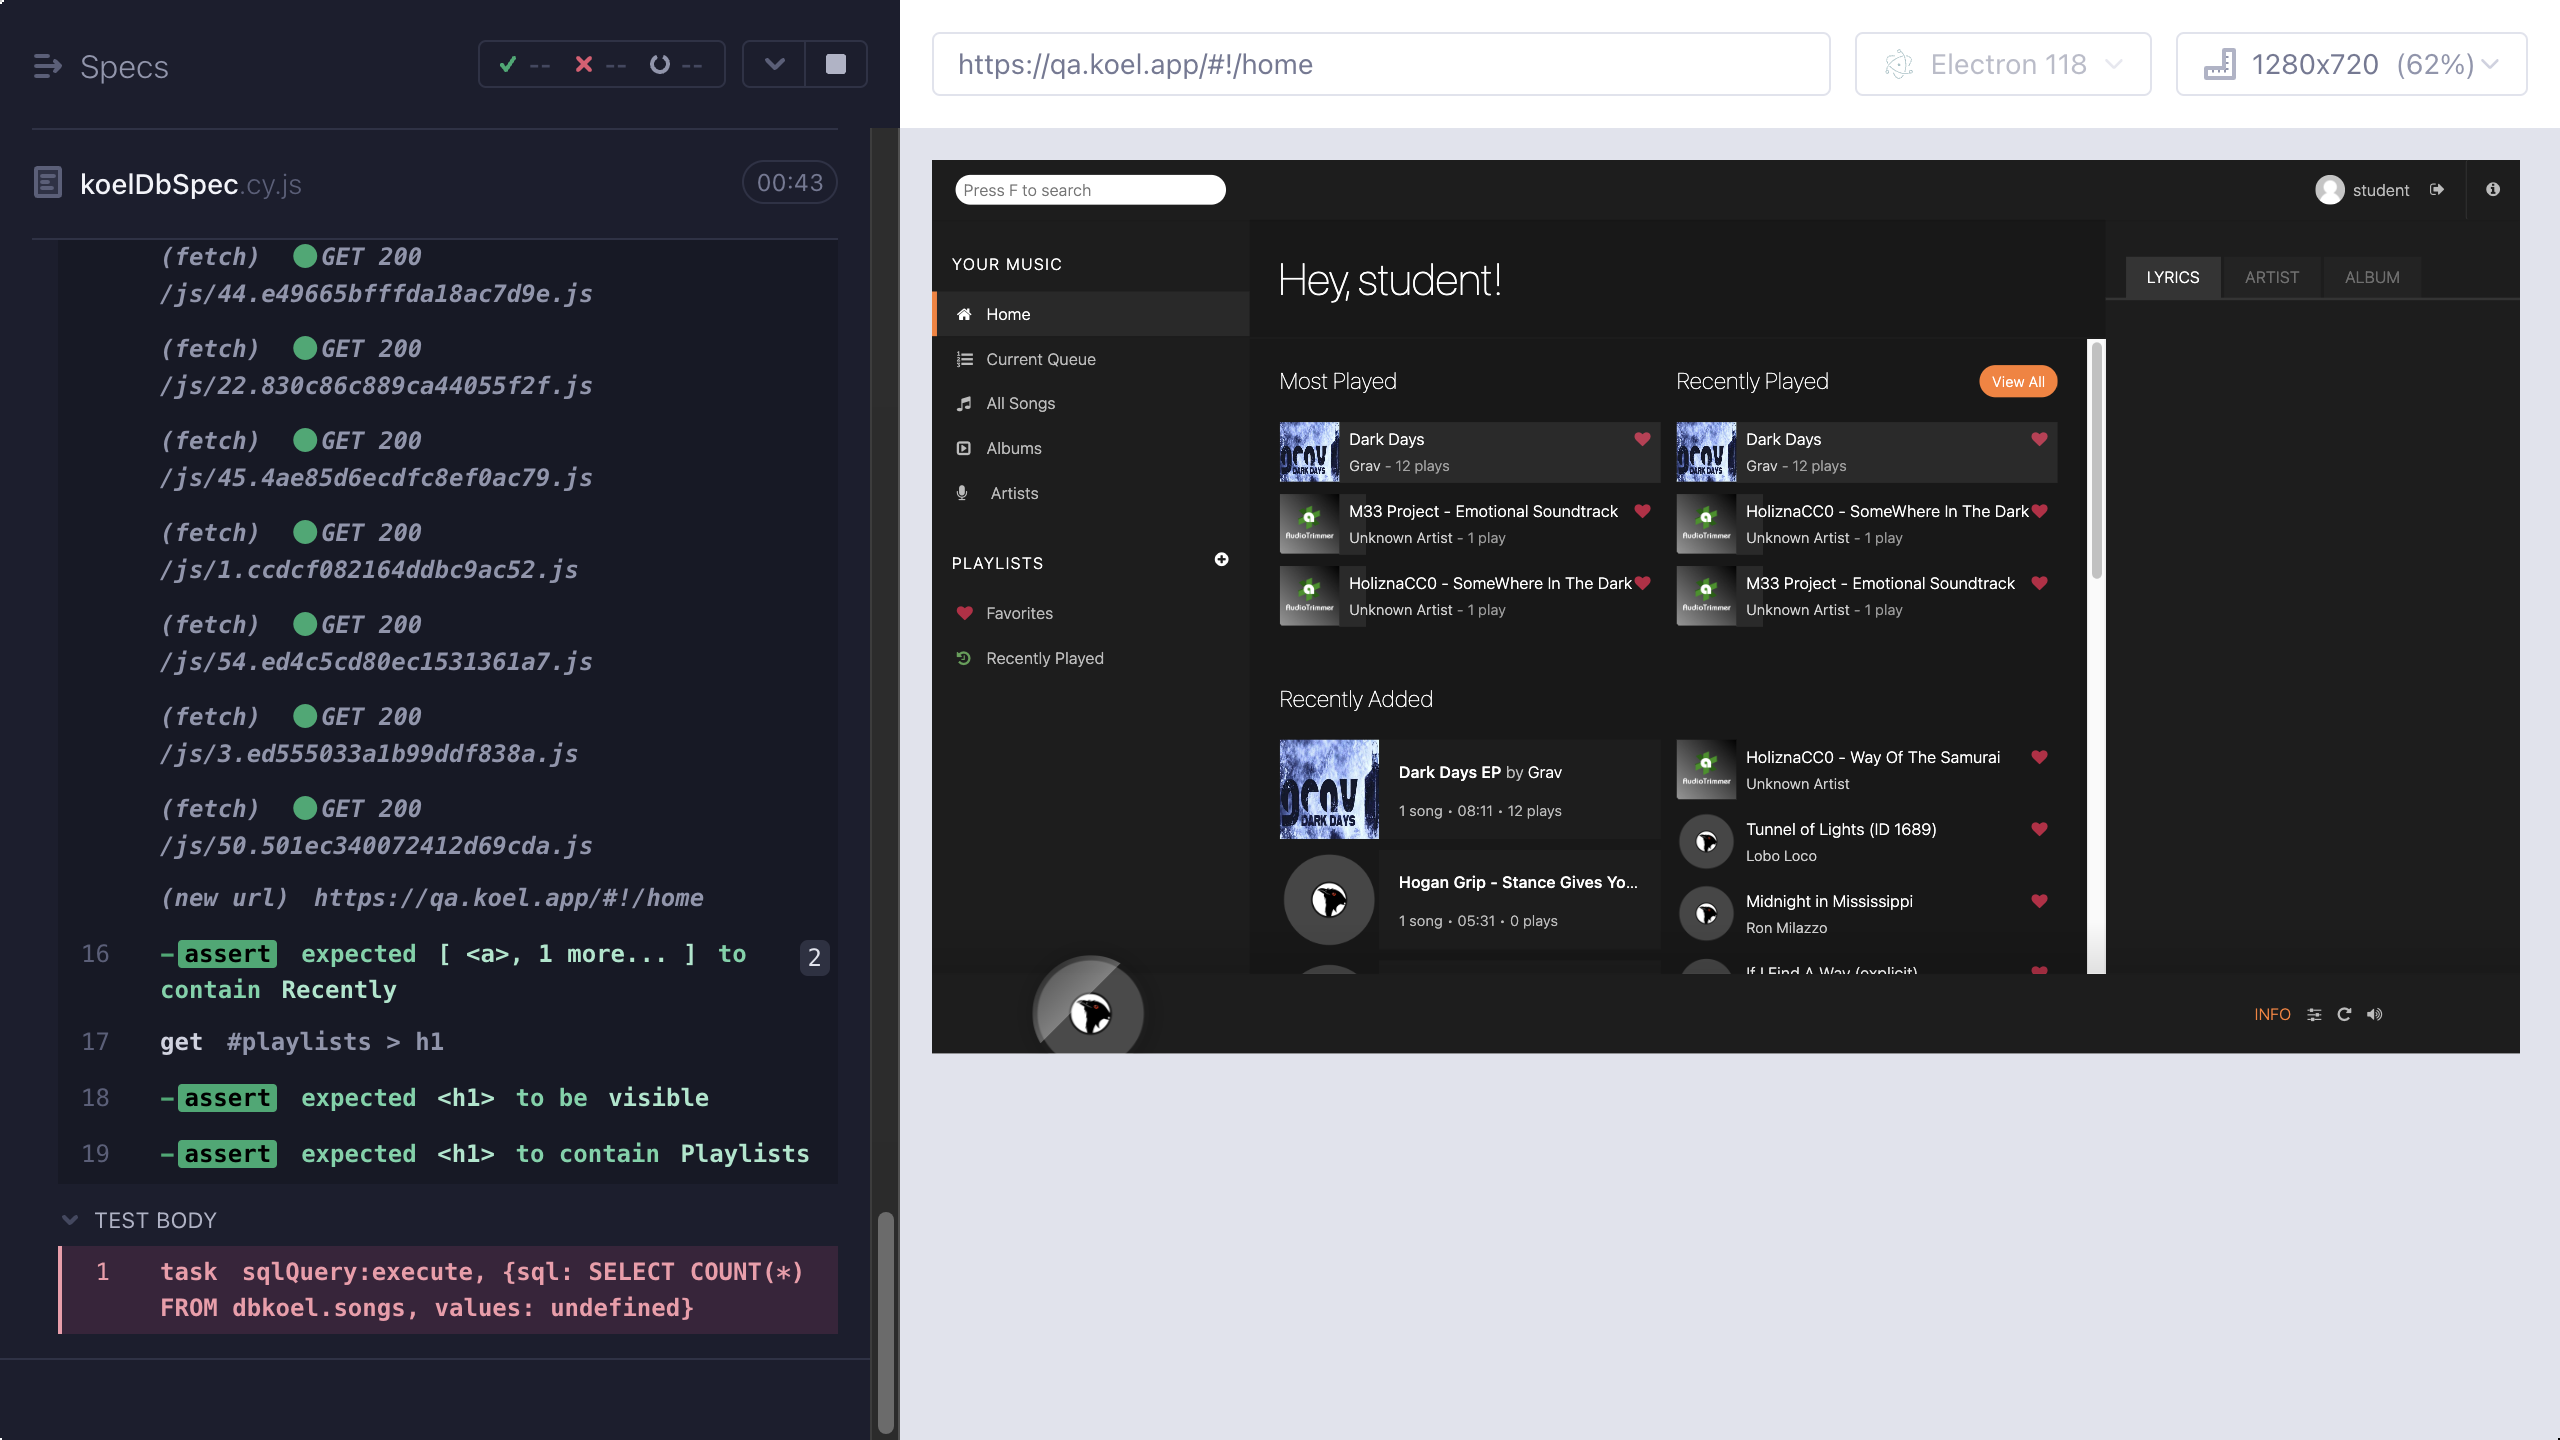 Specs
-- -- --
koelDbSpec.cy.js 00:43
(fetch) GET 200
/js/44.e49665bfffda18ac7d9e.js
(fetch) GET 200
/js/22.830c86c889ca44055f2f.js
(fetch) GET 200
/js/45.4ae85d6ecdfc8ef0ac79.js
(fetch) GET 200
/js/1.ccdcf082164ddbc9ac52.js
(fetch) GET 200
/js/54.ed4c5cd80ec1531361a7.js
(fetch) GET 200
/js/3.ed555033a1b99ddf838a.js
(fetch) GET 200
/js/50.501ec340072412d69cda.js
(new url) https://qa.koel.app/#!/home
16 -assert expected [ <a>, 1 more... ] to 2
contain Recently
17 get #playlists > h1
18 -assert expected <h1> to be visible
19 -assert expected <h1> to contain Playlists
TEST BODY
1 task sqlQuery:execute, {sql: SELECT COUNT(*)
FROM dbkoel.songs, values: undefined}
https://qa.koel.app/#!/home
Electron 118
1280x720 (62%)
Press F to search
student
YOUR MUSIC
Home
Current Queue
All Songs
Albums
Artists
PLAYLISTS
Favorites
Recently Played
Hey, student!
Most Played
Dark Days
Grav - 12 plays
M33 Project - Emotional Soundtrack
Unknown Artist - 1 play
HoliznaCC0 - SomeWhere In The Dark
Unknown Artist - 1 play
Recently Played View All
Dark Days
Grav - 12 plays
HoliznaCC0 - SomeWhere In The Dark
Unknown Artist - 1 play
M33 Project - Emotional Soundtrack
Unknown Artist - 1 play
Recently Added
grav
DARK DAYS
Dark Days EP by Grav
1 song • 08:11 • 12 plays
Hogan Grip - Stance Gives Yo...
1 song • 05:31 • 0 plays
AudioTrimmer
HoliznaCC0 - Way Of The Samurai
Unknown Artist
Tunnel of Lights (ID 1689)
Lobo Loco
Midnight in Mississippi
Ron Milazzo
If I Find A Way (explicit)
LYRICS ARTIST ALBUM
INFO